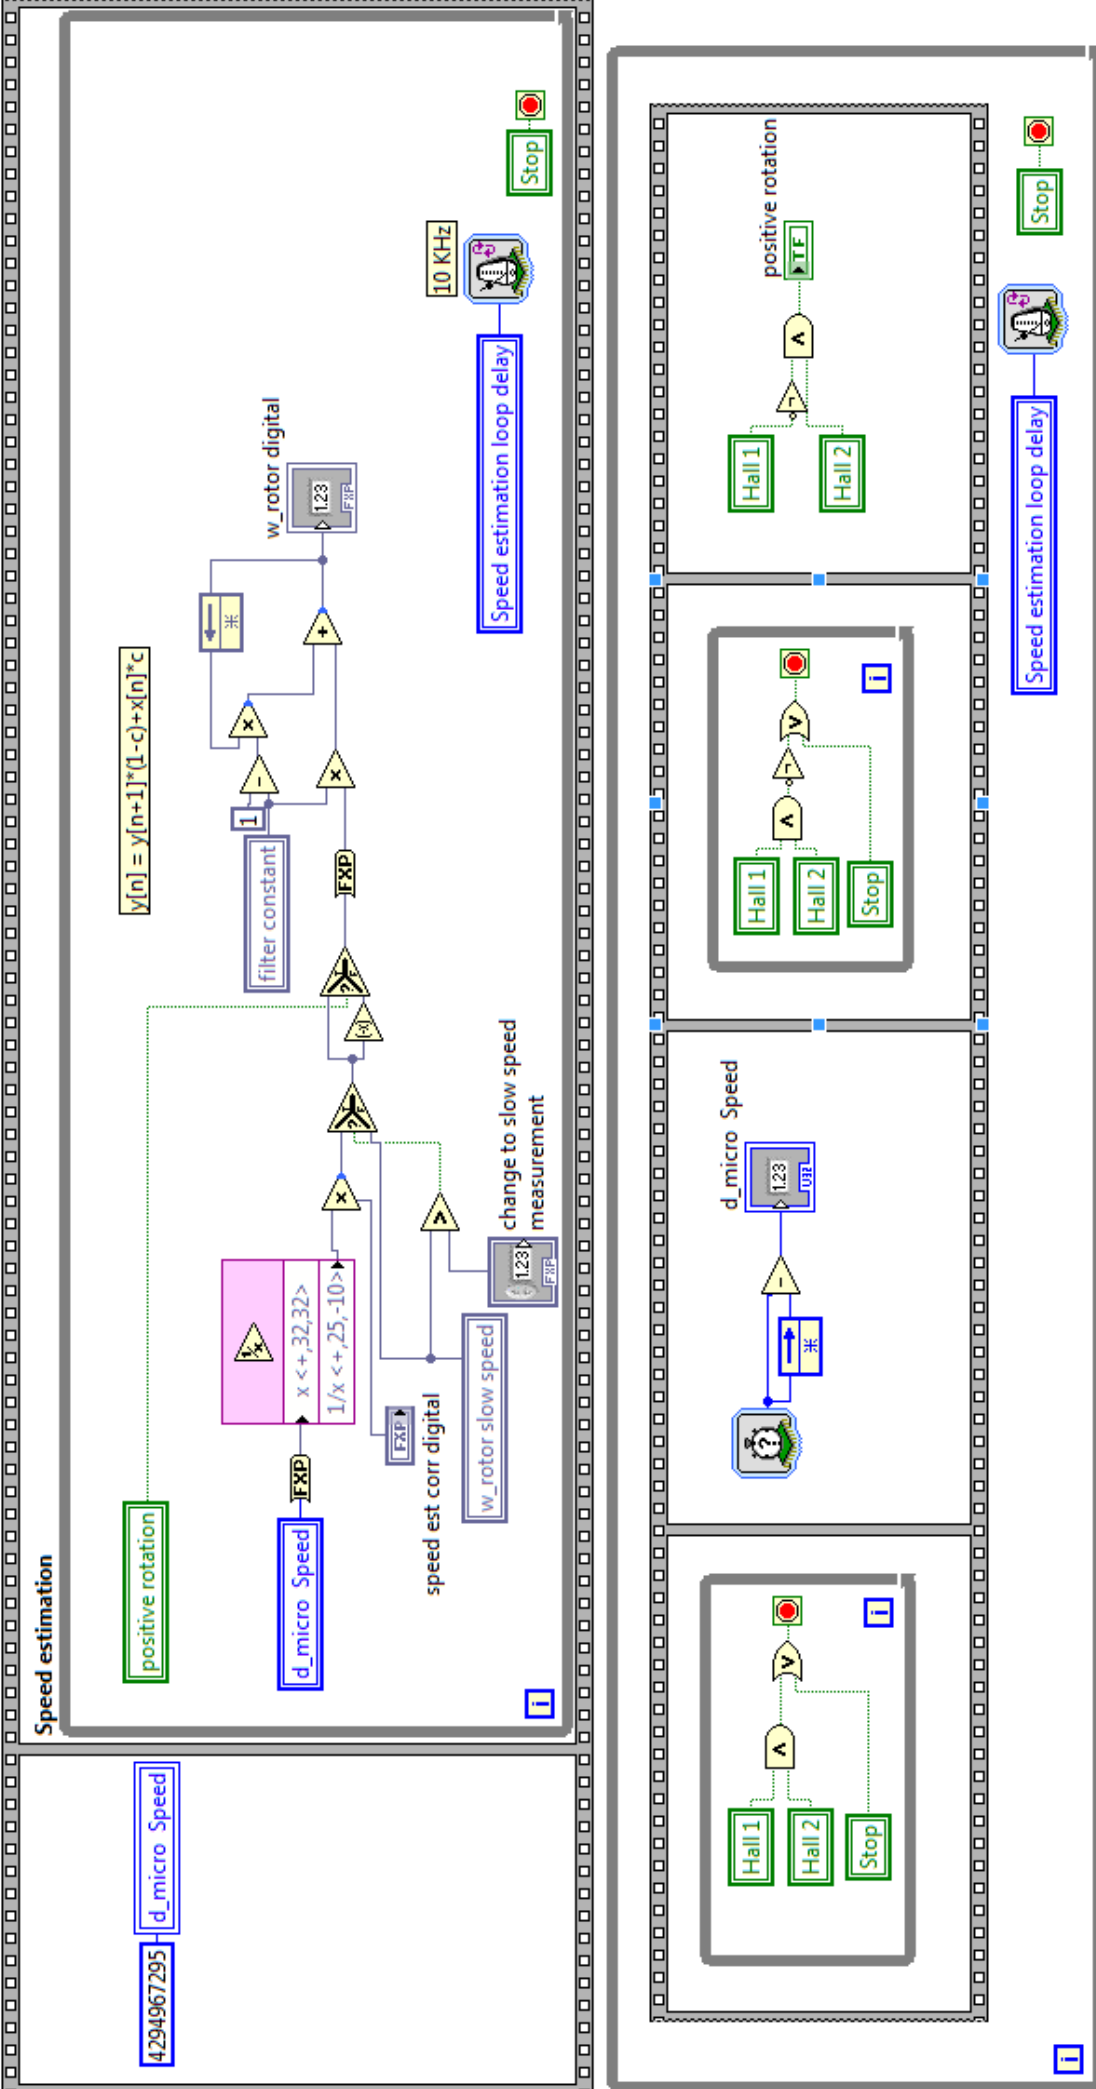 4294967295
d_micro Speed
Speed estimation
positive rotation
d_micro Speed
FXP
1/x
x <+,32,32>
1/x <+,25,-10>
FXP
speed est corr digital
w_rotor slow speed
1.23
FXP
change to slow speed
measurement
FXP
filter constant
1
y[n] = y[n+1]*(1-c)+x[n]*c
w_rotor digital
1.23
FXP
10 KHz
Speed estimation loop delay
Stop
i
Hall 1
Hall 2
Stop
i
d_micro Speed
1.23
U32
Hall 1
Hall 2
Stop
i
Hall 1
Hall 2
positive rotation
TF
Speed estimation loop delay
Stop
i